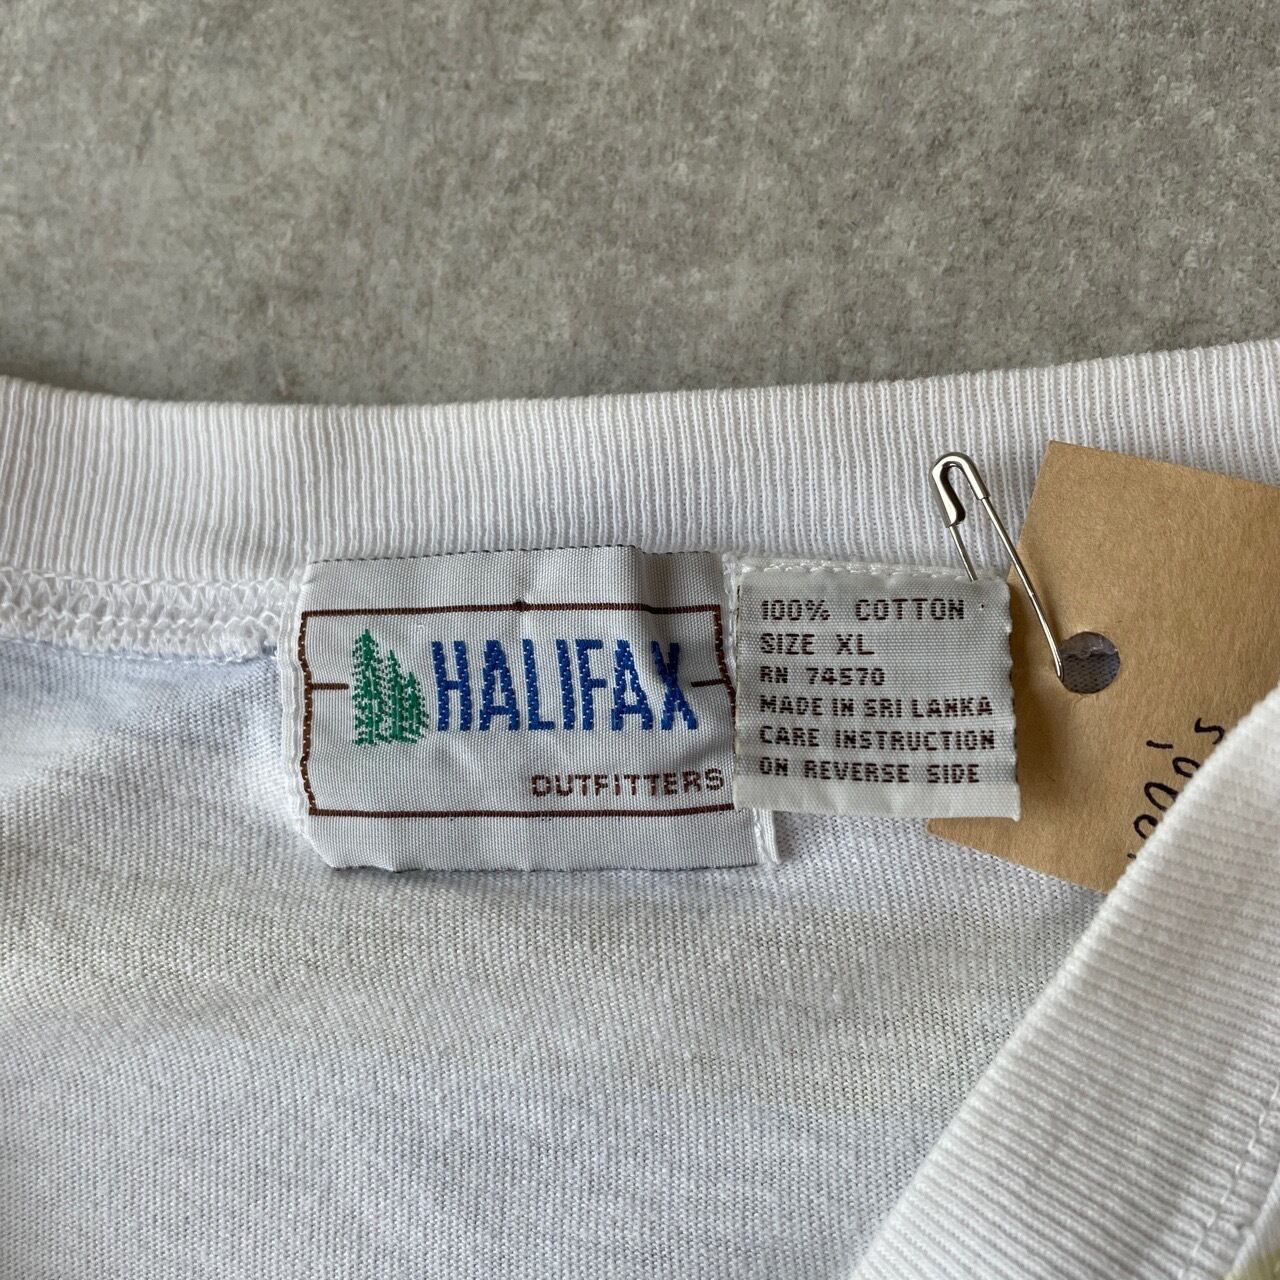 HALIFAX
OUTFITTERS
100% COTTON
SIZE XL
RN 74570
MADE IN SRI LANKA
CARE INSTRUCTION
ON REVERSE SIDE